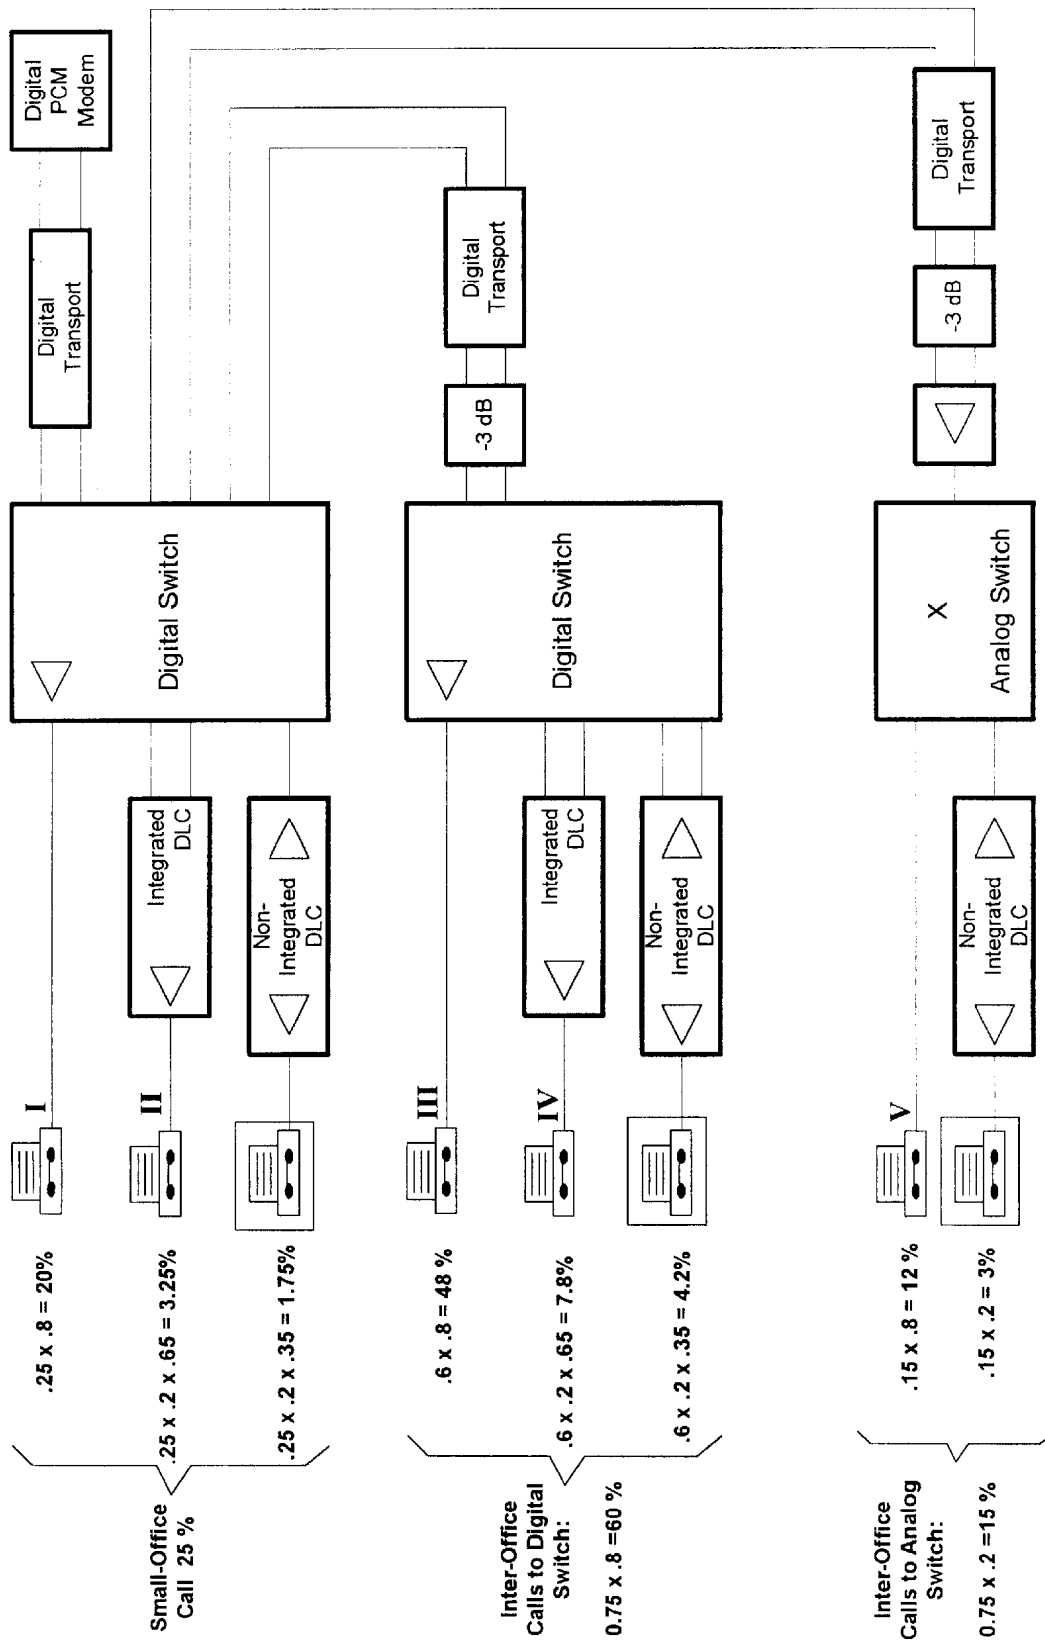 Small-Office
Call 25 %
.25 x .8 = 20%
I
.25 x .2 x .65 = 3.25%
II
.25 x .2 x .35 = 1.75%
Integrated
DLC
Non-
Integrated
DLC
Digital Switch
Digital
Transport
Digital
PCM
Modem
Inter-Office
Calls to Digital
Switch:
0.75 x .8 =60 %
.6 x .8 = 48 %
III
.6 x .2 x .65 = 7.8%
IV
.6 x .2 x .35 = 4.2%
Integrated
DLC
Non-
Integrated
DLC
Digital Switch
-3 dB
Digital
Transport
Inter-Office
Calls to Analog
Switch:
0.75 x .2 =15 %
.15 x .8 = 12 %
V
.15 x .2 = 3%
Non-
Integrated
DLC
X
Analog Switch
-3 dB
Digital
Transport